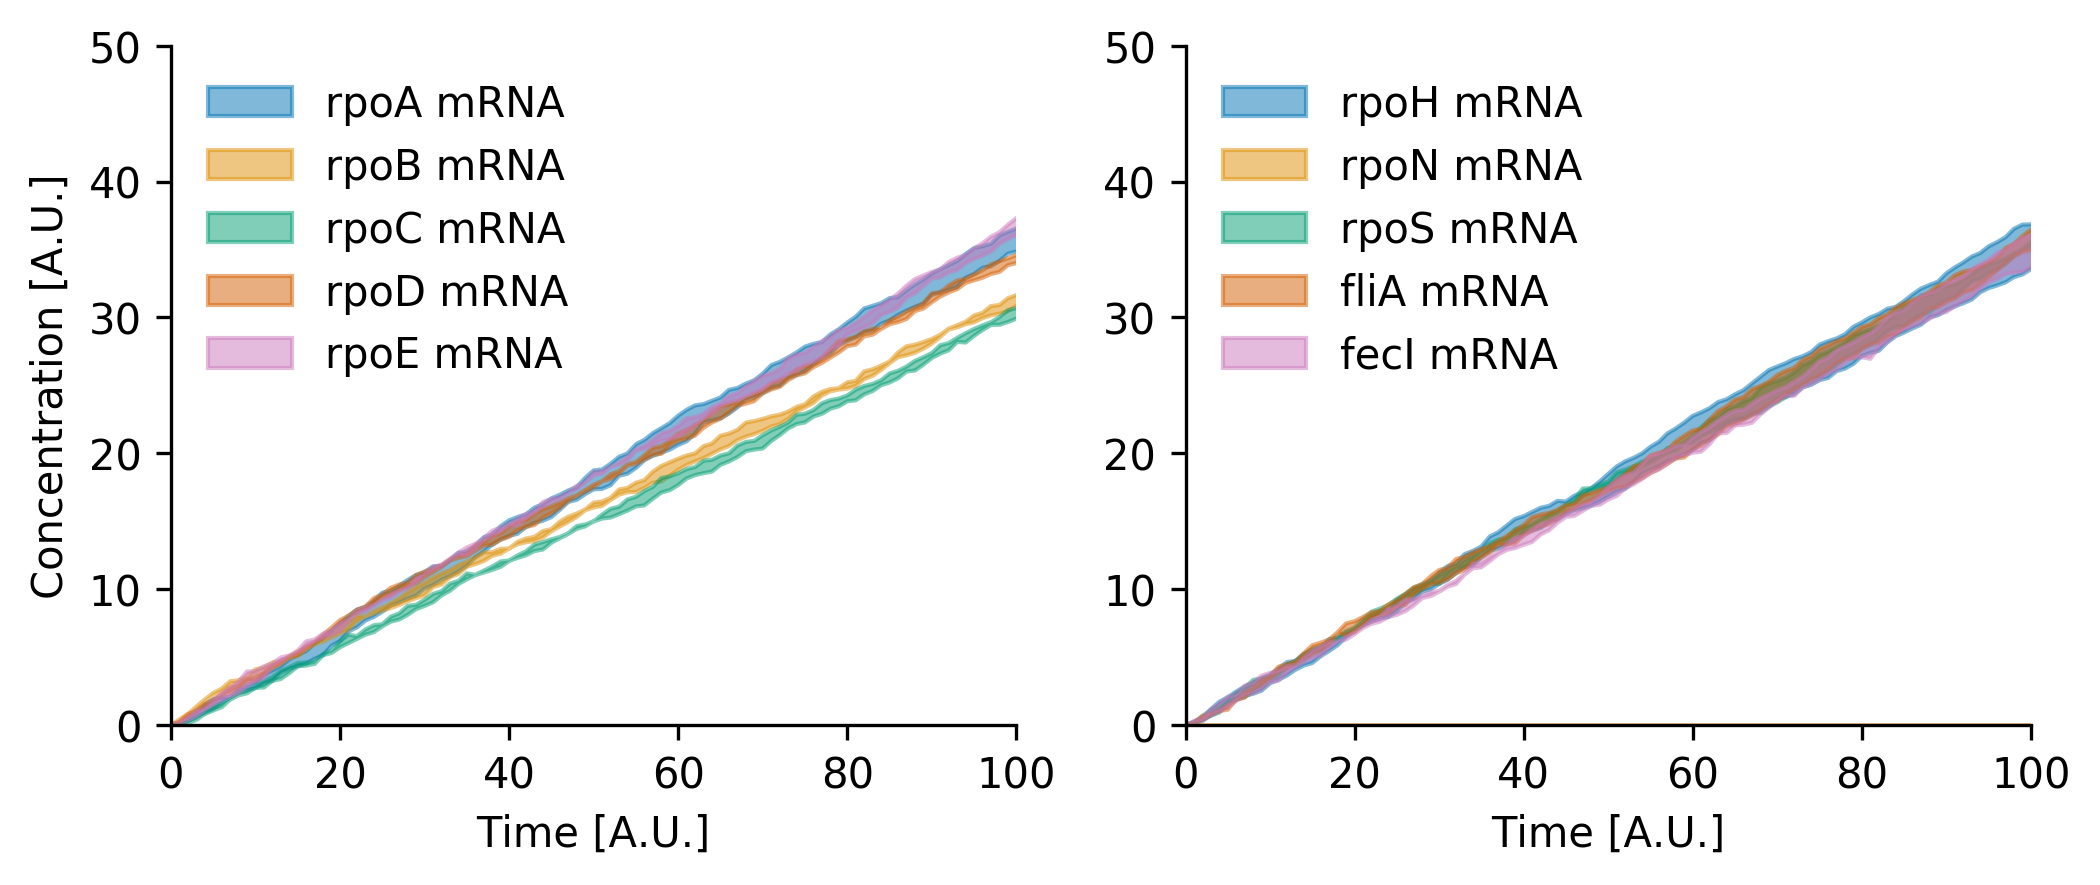 Concentration [A.U.]
50
40
30
20
10
0
rpoA mRNA
rpoB mRNA
rpoC mRNA
rpoD mRNA
rpoE mRNA
0 20 40 60 80 100
Time [A.U.]
50
40
30
20
10
0
rpoH mRNA
rpoN mRNA
rpoS mRNA
fliA mRNA
fecI mRNA
0 20 40 60 80 100
Time [A.U.]